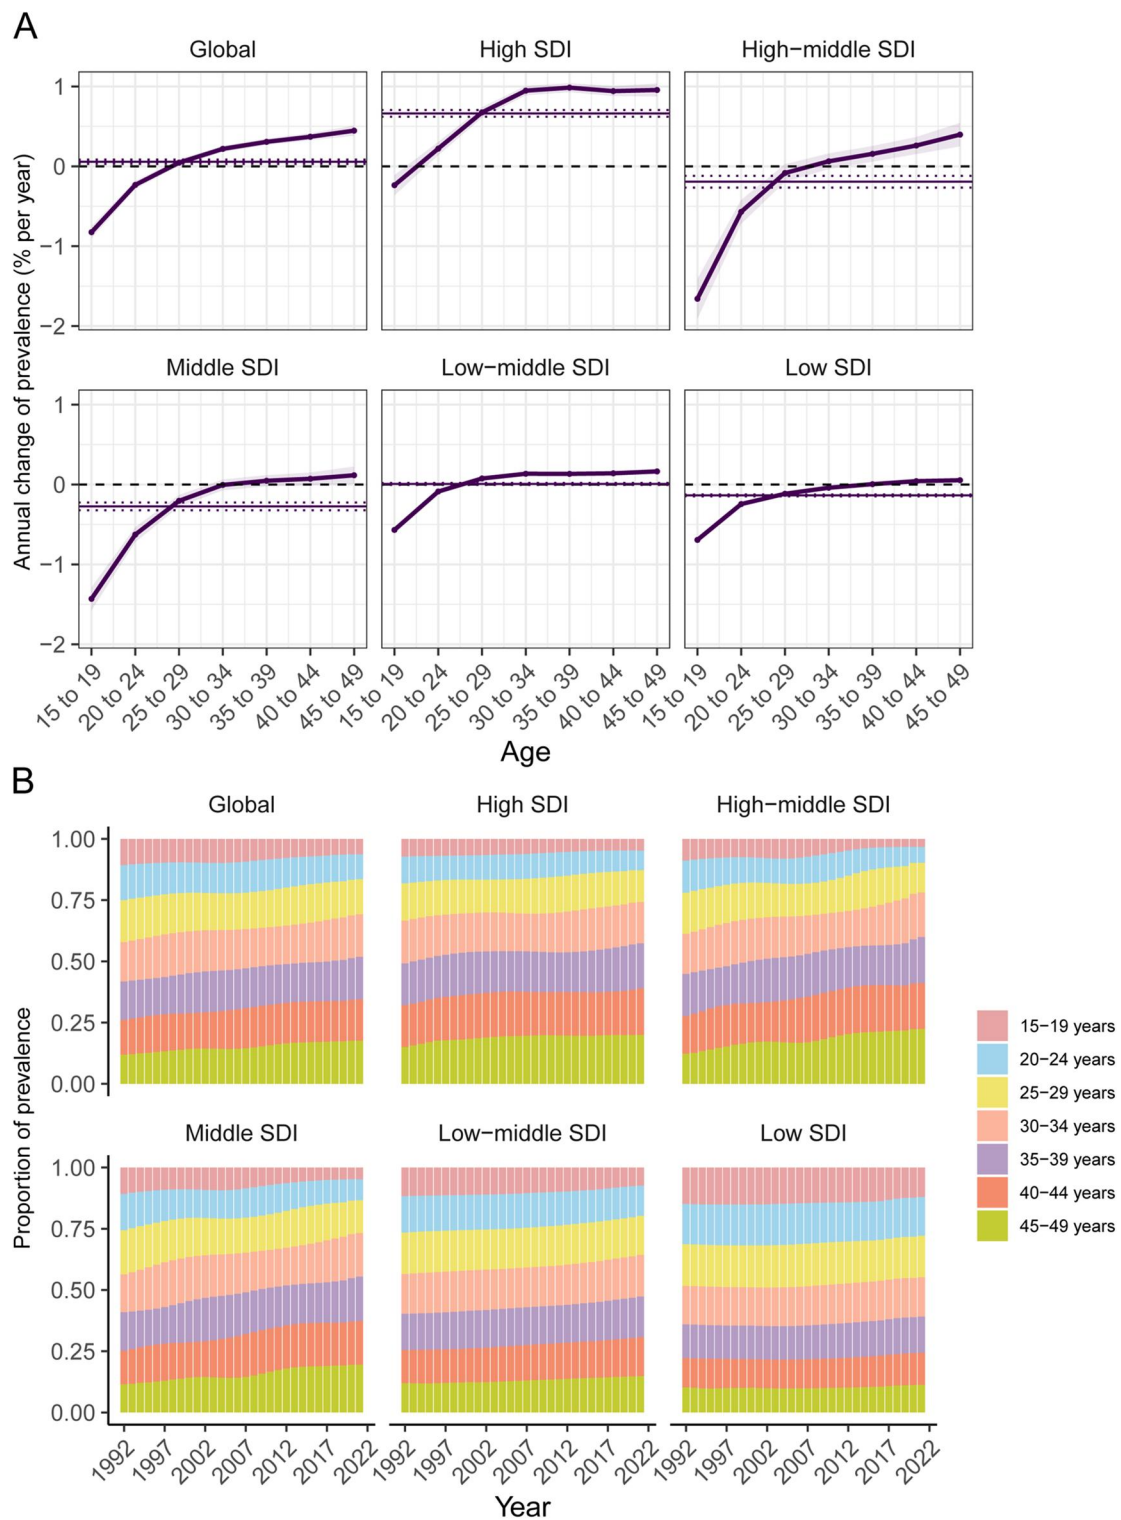 A
Global
High SDI
High−middle SDI
Annual change of prevalence (% per year)
1
0
−1
−2
Middle SDI
Low−middle SDI
Low SDI
1
0
−1
−2
15 to 19
20 to 24
25 to 29
30 to 34
35 to 39
40 to 44
45 to 49
15 to 19
20 to 24
25 to 29
30 to 34
35 to 39
40 to 44
45 to 49
15 to 19
20 to 24
25 to 29
30 to 34
35 to 39
40 to 44
45 to 49
Age
B
Global
High SDI
High−middle SDI
Proportion of prevalence
1.00
0.75
0.50
0.25
0.00
Middle SDI
Low−middle SDI
Low SDI
1.00
0.75
0.50
0.25
0.00
1992
1997
2002
2007
2012
2017
2022
1992
1997
2002
2007
2012
2017
2022
1992
1997
2002
2007
2012
2017
2022
Year
15−19 years
20−24 years
25−29 years
30−34 years
35−39 years
40−44 years
45−49 years